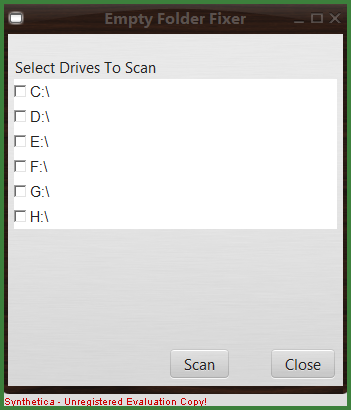 Empty Folder Fixer
Select Drives To Scan
C:\
D:\
E:\
F:\
G:\
H:\
Scan Close
Synthetica - Unregistered Evaluation Copy!